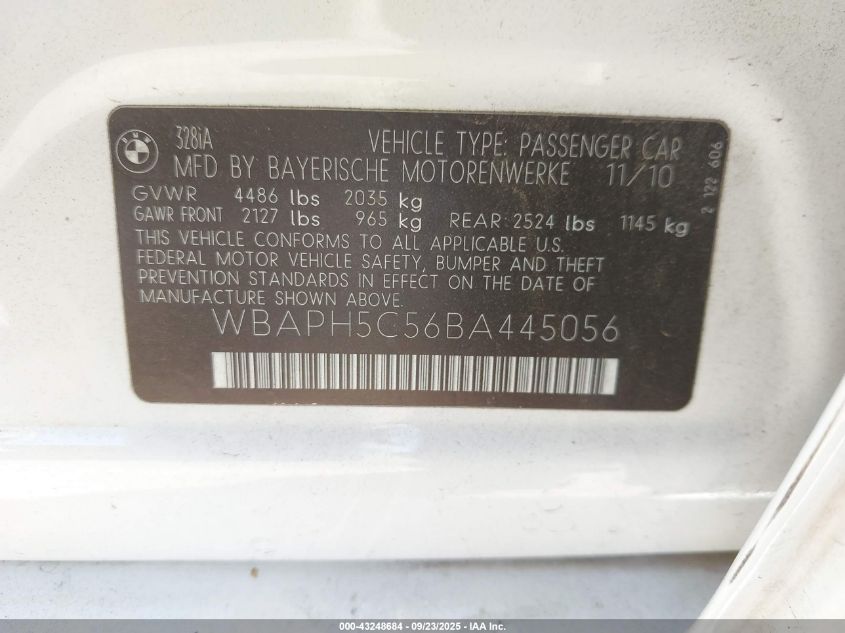 BMW
328iA VEHICLE TYPE: PASSENGER CAR
MFD BY BAYERISCHE MOTORENWERKE 11/10
GVWR 4486 lbs 2035 kg
GAWR FRONT 2127 lbs 965 kg REAR: 2524 lbs 1145 kg
THIS VEHICLE CONFORMS TO ALL APPLICABLE U.S.
FEDERAL MOTOR VEHICLE SAFETY, BUMPER AND THEFT
PREVENTION STANDARDS IN EFFECT ON THE DATE OF
MANUFACTURE SHOWN ABOVE.
WBAPH5C56BA445056
2 122 606
000-43248684 - 09/23/2025 - IAA Inc.